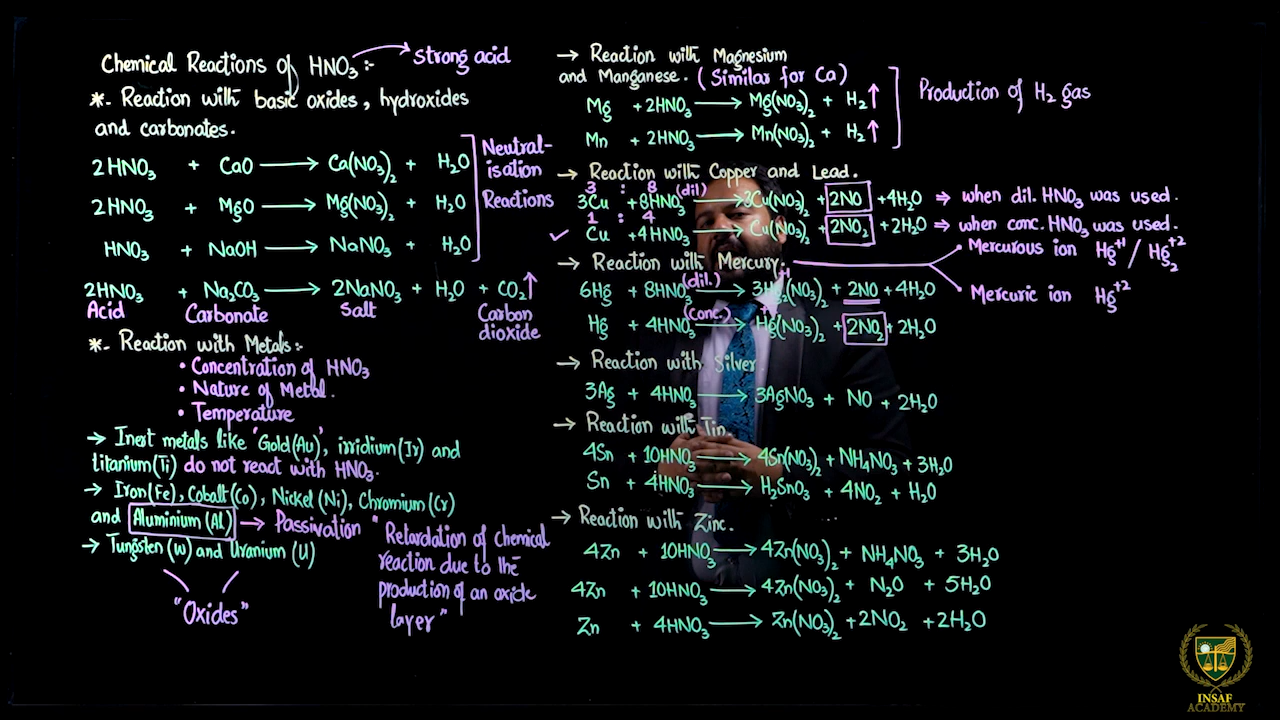 Chemical Reactions of HNO₃ :- → Strong acid
*- Reaction with basic oxides, hydroxides
and carbonates.
2HNO₃ + CaO → Ca(NO₃)₂ + H₂O
2HNO₃ + MgO → Mg(NO₃)₂ + H₂O
HNO₃ + NaOH → NaNO₃ + H₂O
Neutral-
isation
Reactions
2HNO₃ + Na₂CO₃ → 2NaNO₃ + H₂O + CO₂↑
Acid Carbonate Salt Carbon
dioxide
*- Reaction with Metals:-
• Concentration of HNO₃
• Nature of Metal.
• Temperature
→ Inert metals like 'Gold(Au)', irridium(Ir) and
titanium(Ti) do not react with HNO₃.
→ Iron(Fe), Cobalt(Co), Nickel(Ni), Chromium(Cr)
and Aluminium(Al) → Passivation
"Retardation of chemical
reaction due to the
production of an oxide
layer"
→ Tungsten (W) and Uranium (U)
"Oxides"
→ Reaction with Magnesium
and Manganese. (Similar for Ca)
Mg + 2HNO₃ → Mg(NO₃)₂ + H₂↑
Mn + 2HNO₃ → Mn(NO₃)₂ + H₂↑
Production of H₂ gas
→ Reaction with Copper and Lead.
3 : 8 (dil)
3Cu + 8HNO₃ → 3Cu(NO₃)₂ + 2NO + 4H₂O ⇒ when dil. HNO₃ was used.
1 : 4
✓ Cu + 4HNO₃ → Cu(NO₃)₂ + 2NO₂ + 2H₂O ⇒ when conc. HNO₃ was used.
→ Reaction with Mercury.
• Mercurous ion Hg⁺¹ / Hg₂⁺²
• Mercuric ion Hg⁺²
(dil.)
6Hg + 8HNO₃ → 3Hg₂(NO₃)₂ + 2NO + 4H₂O
(conc.)
Hg + 4HNO₃ → Hg(NO₃)₂ + 2NO₂ + 2H₂O
→ Reaction with Silver
3Ag + 4HNO₃ → 3AgNO₃ + NO + 2H₂O
→ Reaction with Tin.
4Sn + 10HNO₃ → 4Sn(NO₃)₂ + NH₄NO₃ + 3H₂O
Sn + 4HNO₃ → H₂SnO₃ + 4NO₂ + H₂O
→ Reaction with Zinc.
4Zn + 10HNO₃ → 4Zn(NO₃)₂ + NH₄NO₃ + 3H₂O
4Zn + 10HNO₃ → 4Zn(NO₃)₂ + N₂O + 5H₂O
Zn + 4HNO₃ → Zn(NO₃)₂ + 2NO₂ + 2H₂O
INSAF
ACADEMY